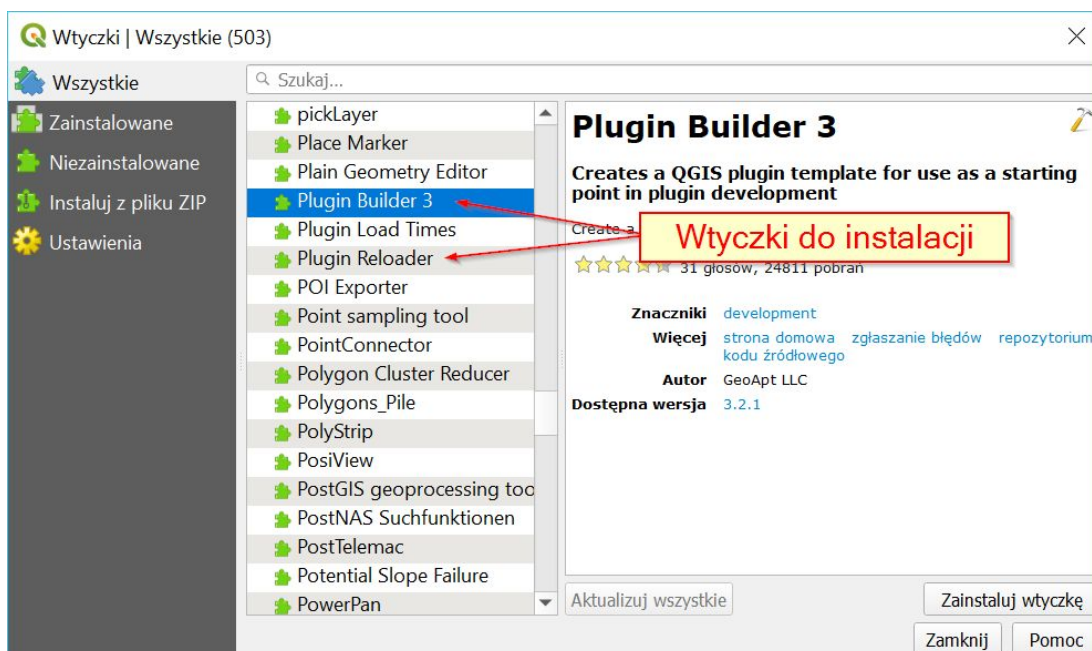 Wtyczki | Wszystkie (503)
Wszystkie
Zainstalowane
Niezainstalowane
Instaluj z pliku ZIP
Ustawienia
Szukaj...
pickLayer
Place Marker
Plain Geometry Editor
Plugin Builder 3
Plugin Load Times
Plugin Reloader
POI Exporter
Point sampling tool
PointConnector
Polygon Cluster Reducer
Polygons_Pile
PolyStrip
PosiView
PostGIS geoprocessing too
PostNAS Suchfunktionen
PostTelemac
Potential Slope Failure
PowerPan
Plugin Builder 3
Creates a QGIS plugin template for use as a starting
point in plugin development
Create a
Wtyczki do instalacji
31 głosów, 24811 pobrań
Znaczniki development
Więcej strona domowa zgłaszanie błędów repozytorium
kodu źródłowego
Autor GeoApt LLC
Dostępna wersja 3.2.1
Aktualizuj wszystkie
Zainstaluj wtyczkę
Zamknij
Pomoc